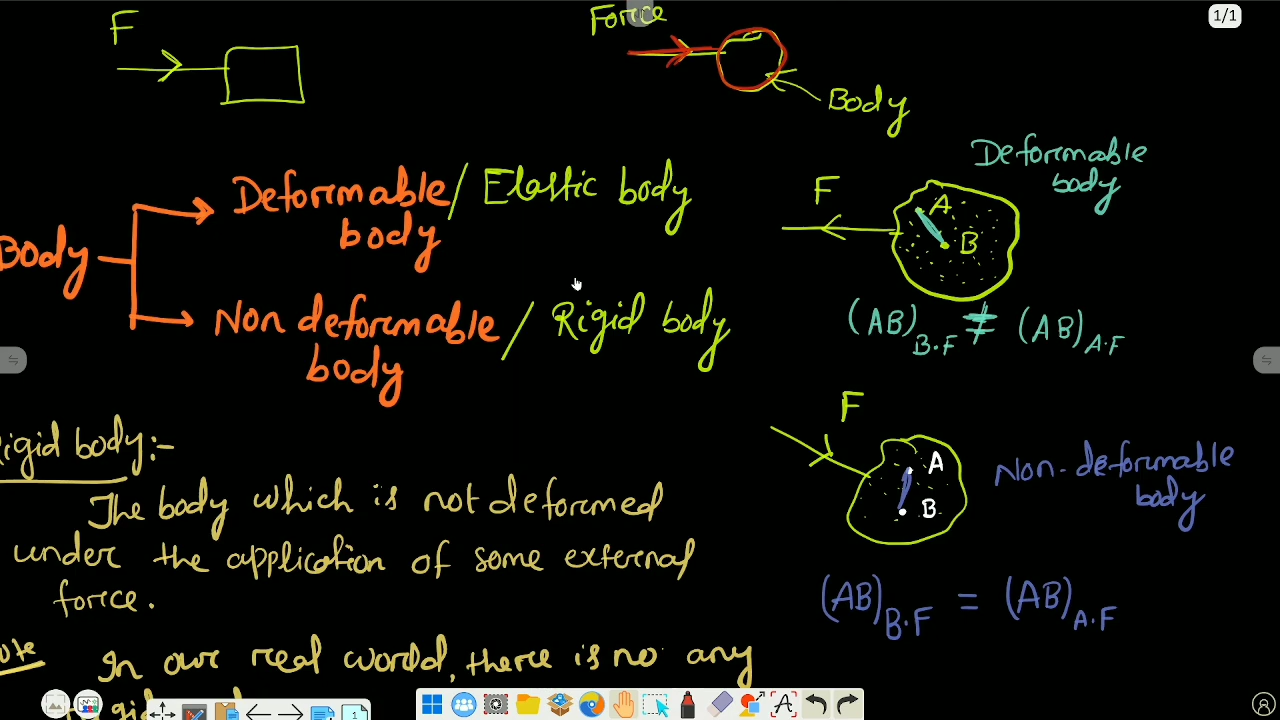 F
Force
1/1
Body
Deformable
body
Deformable / Elastic body
body
F
A
B
Body
(AB)B.F ≠ (AB)A.F
Non deformable / Rigid body
body
F
A
B
Non-deformable
body
(AB)B.F = (AB)A.F
igid body:-
The body which is not deformed
under the application of some external
force.
ote
In our real world, there is no any